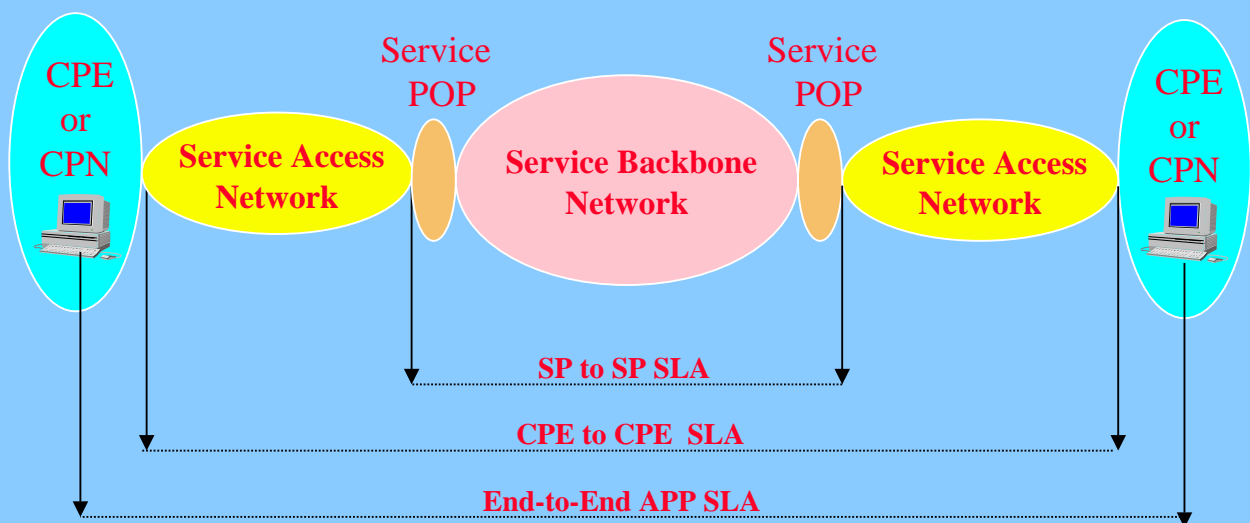 CPE
or
CPN
Service Access
Network
Service
POP
Service Backbone
Network
Service
POP
Service Access
Network
CPE
or
CPN
SP to SP SLA
CPE to CPE SLA
End-to-End APP SLA